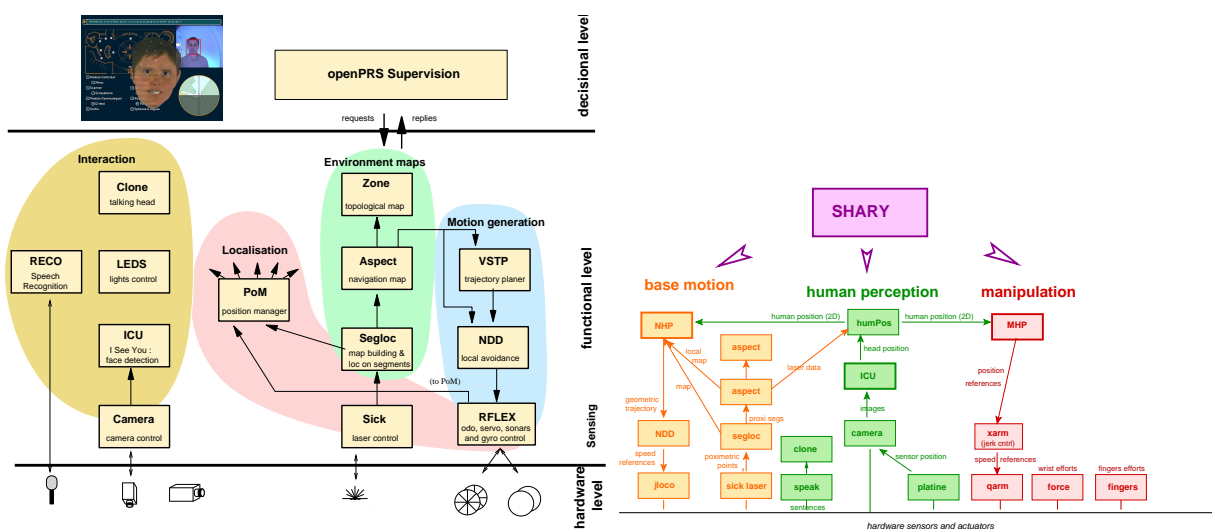 openPRS Supervision
decisional level
requests
replies
Interaction
Clone
talking head
RECO
Speech
Recognition
LEDS
lights control
ICU
I See You :
face detection
Camera
camera control
Localisation
PoM
position manager
Environment maps
Zone
topological map
Aspect
navigation map
Segloc
map building &
loc on segments
Sick
laser control
Motion generation
VSTP
trajectory planer
NDD
local avoidance
(to PoM)
RFLEX
odo, servo, sonars
and gyro control
functional level
Sensing
hardware
level
SHARY
base motion
human perception
manipulation
NHP
human position (2D)
humPos
human position (2D)
MHP
local
map
aspect
laser data
head position
map
aspect
ICU
position
references
geometric
trajectory
proxi segs
images
NDD
segloc
camera
xarm
(jerk cntrl)
speed
references
poximetric
points
clone
sensor position
speed references
wrist efforts
fingers efforts
jloco
sick laser
speak
platine
qarm
force
fingers
sentences
hardware sensors and actuators